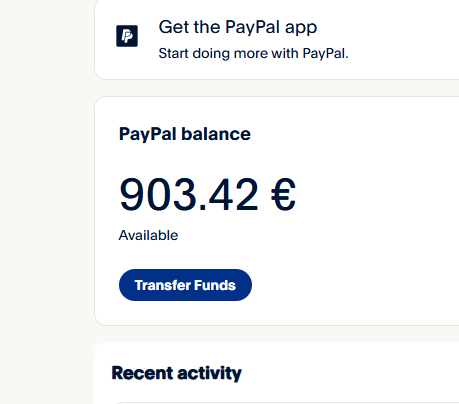 Get the PayPal app
Start doing more with PayPal.
PayPal balance
903.42 €
Available
Transfer Funds
Recent activity